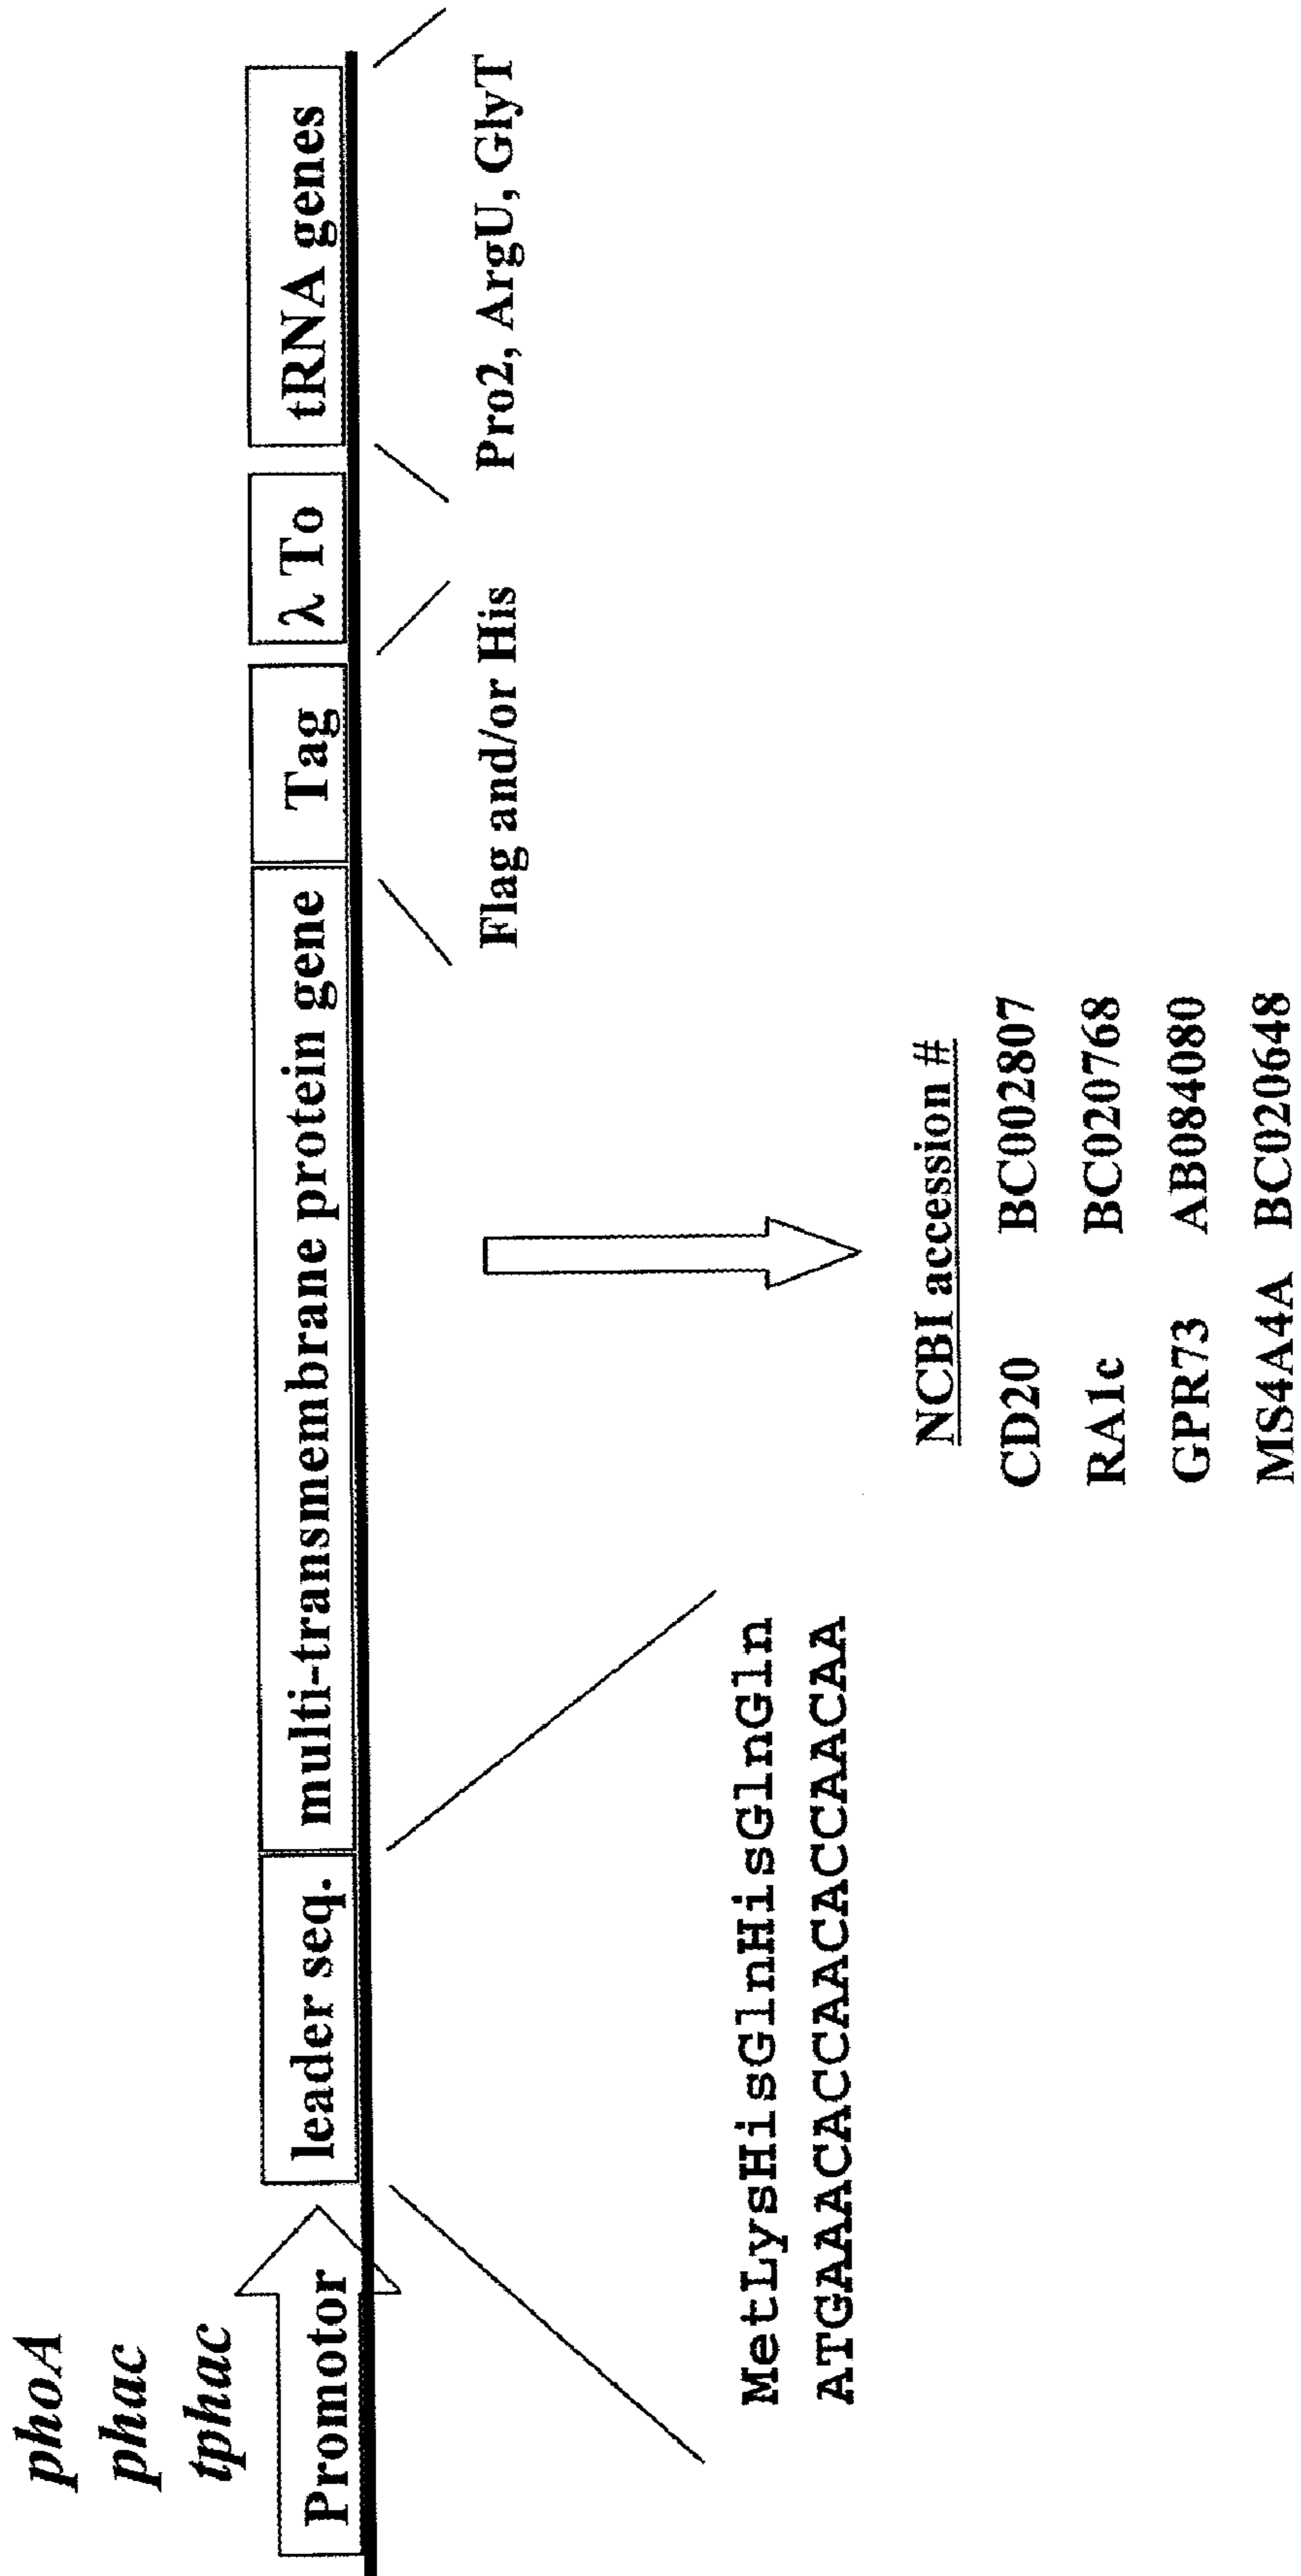 phoA
phac
tphac
Promotor
leader seq.
multi-transmembrane protein gene
Tag
λ To
tRNA genes
Flag and/or His
Pro2, ArgU, GlyT
MetLysHisGlnHisGlnGln
ATGAAACACCAACACCAACAA
NCBI accession #
CD20 BC002807
RA1c BC020768
GPR73 AB084080
MS4A4A BC020648